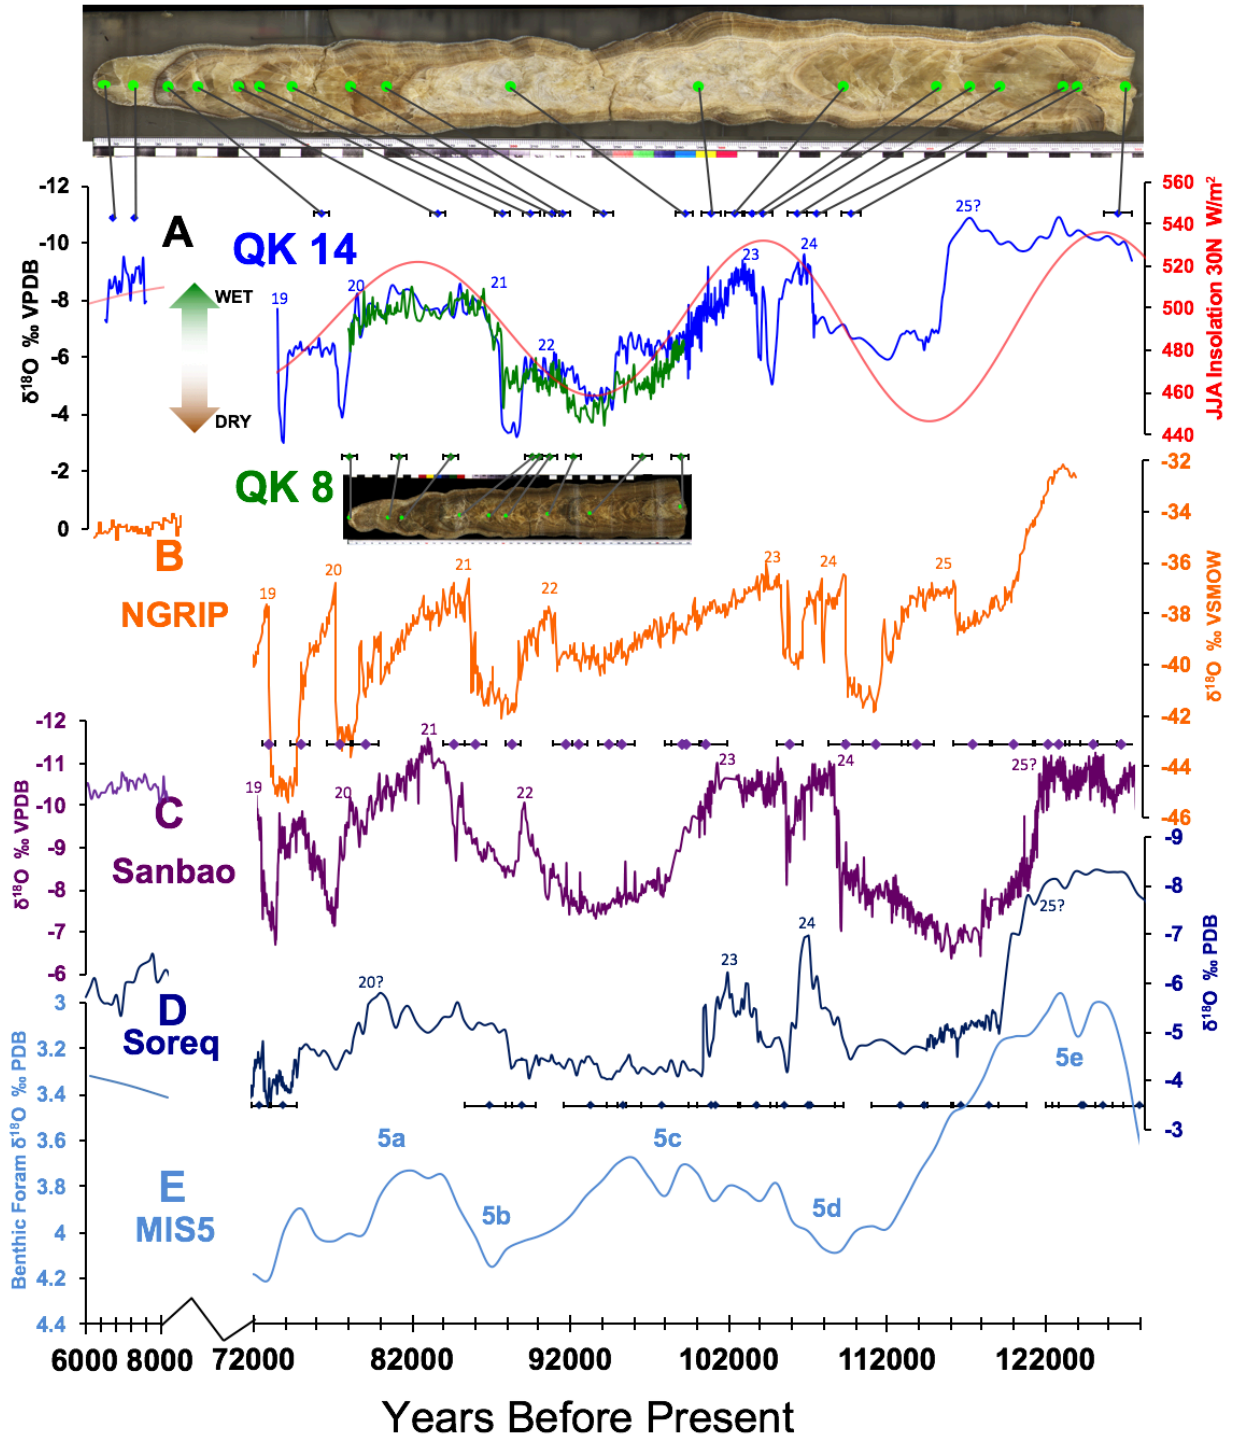 -12
-10
-8
-6
-4
-2
0
δ¹⁸O ‰ VPDB
A
QK 14
WET
DRY
19
20
21
22
23
24
25?
560
540
520
500
480
460
440
JJA Insolation 30N W/m²
QK 8
B
NGRIP
19
20
21
22
23
24
25
-32
-34
-36
-38
-40
-42
-44
-46
δ¹⁸O ‰ VSMOW
-12
-11
-10
-9
-8
-7
-6
δ¹⁸O ‰ VPDB
C
Sanbao
19
20
21
22
23
24
25?
-9
-8
-7
-6
-5
-4
-3
δ¹⁸O ‰ PDB
D
Soreq
20?
23
24
25?
3
3.2
3.4
3.6
3.8
4
4.2
4.4
Benthic Foram δ¹⁸O ‰ PDB
E
MIS5
5a
5b
5c
5d
5e
6000 8000 72000 82000 92000 102000 112000 122000
Years Before Present